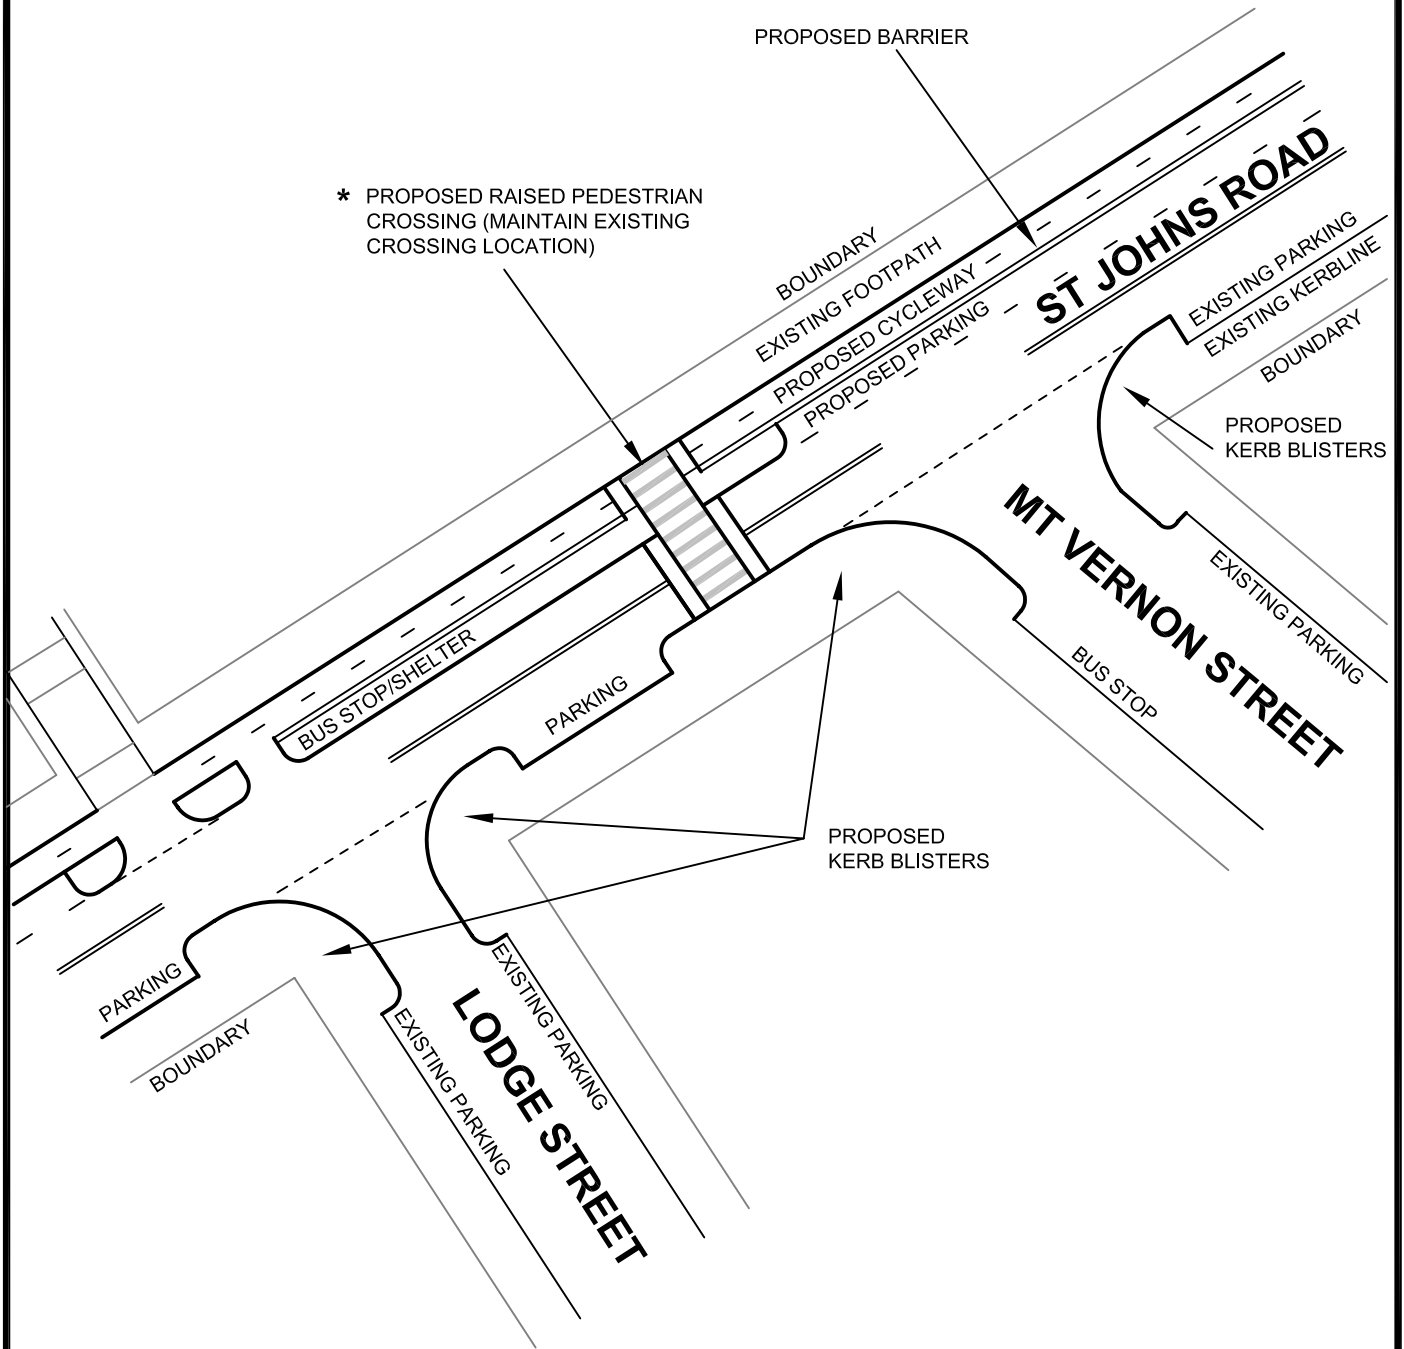 PROPOSED BARRIER
* PROPOSED RAISED PEDESTRIAN
CROSSING (MAINTAIN EXISTING
CROSSING LOCATION)
BOUNDARY
EXISTING FOOTPATH
PROPOSED CYCLEWAY
PROPOSED PARKING
ST JOHNS ROAD
EXISTING PARKING
EXISTING KERBLINE
BOUNDARY
PROPOSED
KERB BLISTERS
MT VERNON STREET
EXISTING PARKING
BUS STOP
BUS STOP/SHELTER
PARKING
PROPOSED
KERB BLISTERS
PARKING
BOUNDARY
EXISTING PARKING
LODGE STREET
EXISTING PARKING